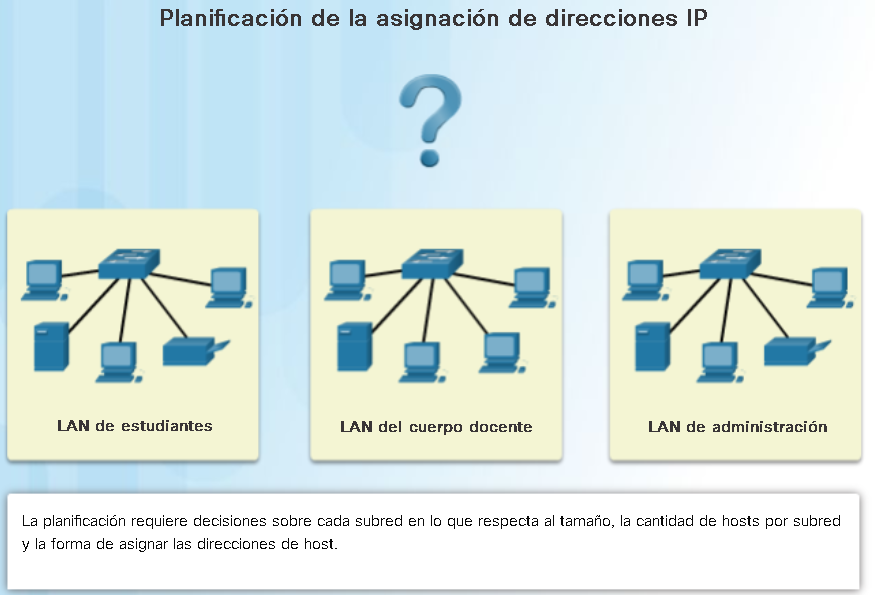 Planificación de la asignación de direcciones IP
?
LAN de estudiantes
LAN del cuerpo docente
LAN de administración
La planificación requiere decisiones sobre cada subred en lo que respecta al tamaño, la cantidad de hosts por subred
y la forma de asignar las direcciones de host.